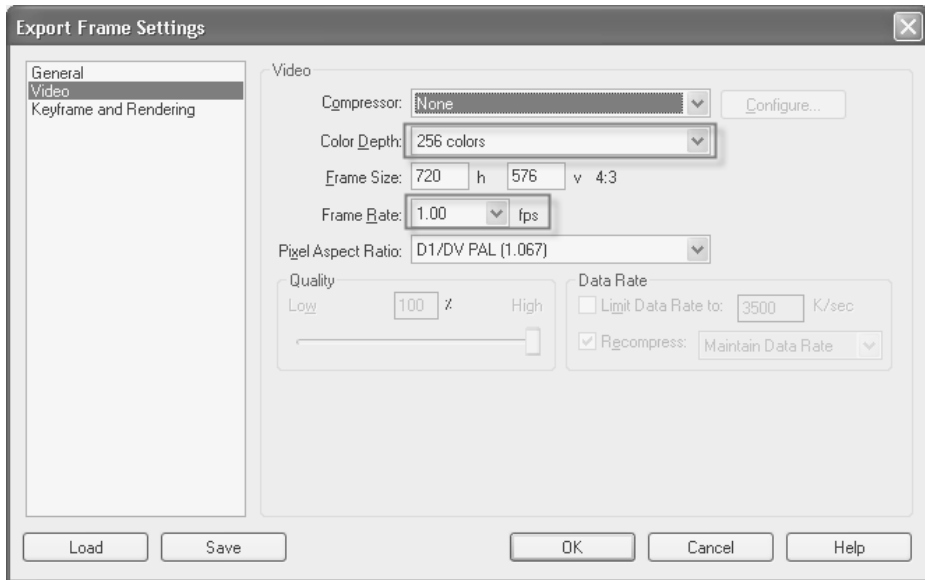 Export Frame Settings
General
Video
Keyframe and Rendering
Video
Compressor: None Configure...
Color Depth: 256 colors
Frame Size: 720 h 576 v 4:3
Frame Rate: 1.00 fps
Pixel Aspect Ratio: D1/DV PAL (1.067)
Quality
Low 100 % High
Data Rate
Limit Data Rate to: 3500 K/sec
Recompress: Maintain Data Rate
Load Save OK Cancel Help